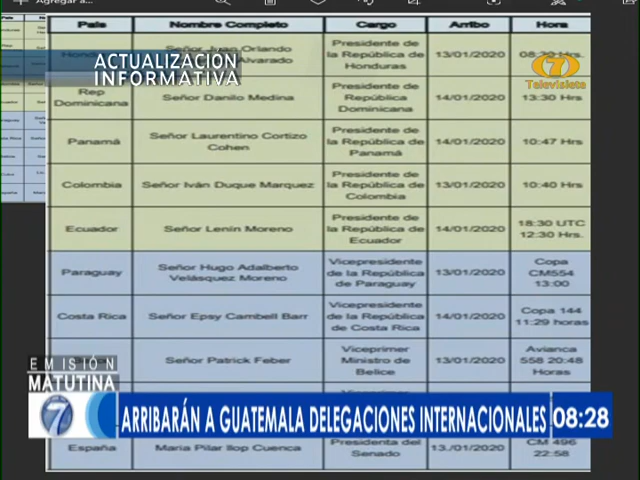 Agregar a...
País Nombre Completo Cargo Arribo Hora
Señor Juan Orlando
Alvarado
Presidente de
la República de
Honduras
13/01/2020
ACTUALIZACIÓN
INFORMATIVA
7
Televisiete
Rep
Dominicana
Señor Danilo Medina
Presidente de
República
Dominicana
14/01/2020
13:30 Hrs
Panamá
Señor Laurentino Cortizo
Cohen
Presidente de
la República de
Panamá
14/01/2020
10:47 Hrs
Colombia
Señor Iván Duque Marquez
Presidente de
la República de
Colombia
13/01/2020
10:40 Hrs
Ecuador
Señor Lenín Moreno
Presidente de
la República de
Ecuador
14/01/2020
18:30 UTC
12:30 Hrs.
Paraguay
Señor Hugo Adalberto
Velásquez Moreno
Vicepresidente
de la República
de Paraguay
13/01/2020
Copa
CM554
13:00
Costa Rica
Señor Epsy Cambell Barr
Vicepresidente
de la República
de Costa Rica
14/01/2020
Copa 144
11:29 horas
Señor Patrick Feber
Viceprimer
Ministro de
Belice
13/01/2020
Avianca
558 20:48
Horas
EMISIÓN
MATUTINA
7
ARRIBARÁN A GUATEMALA DELEGACIONES INTERNACIONALES
08:28
España
Maria Pilar llop Cuenca
Presidenta del
Senado
13./01/2020
CM 496
22:58